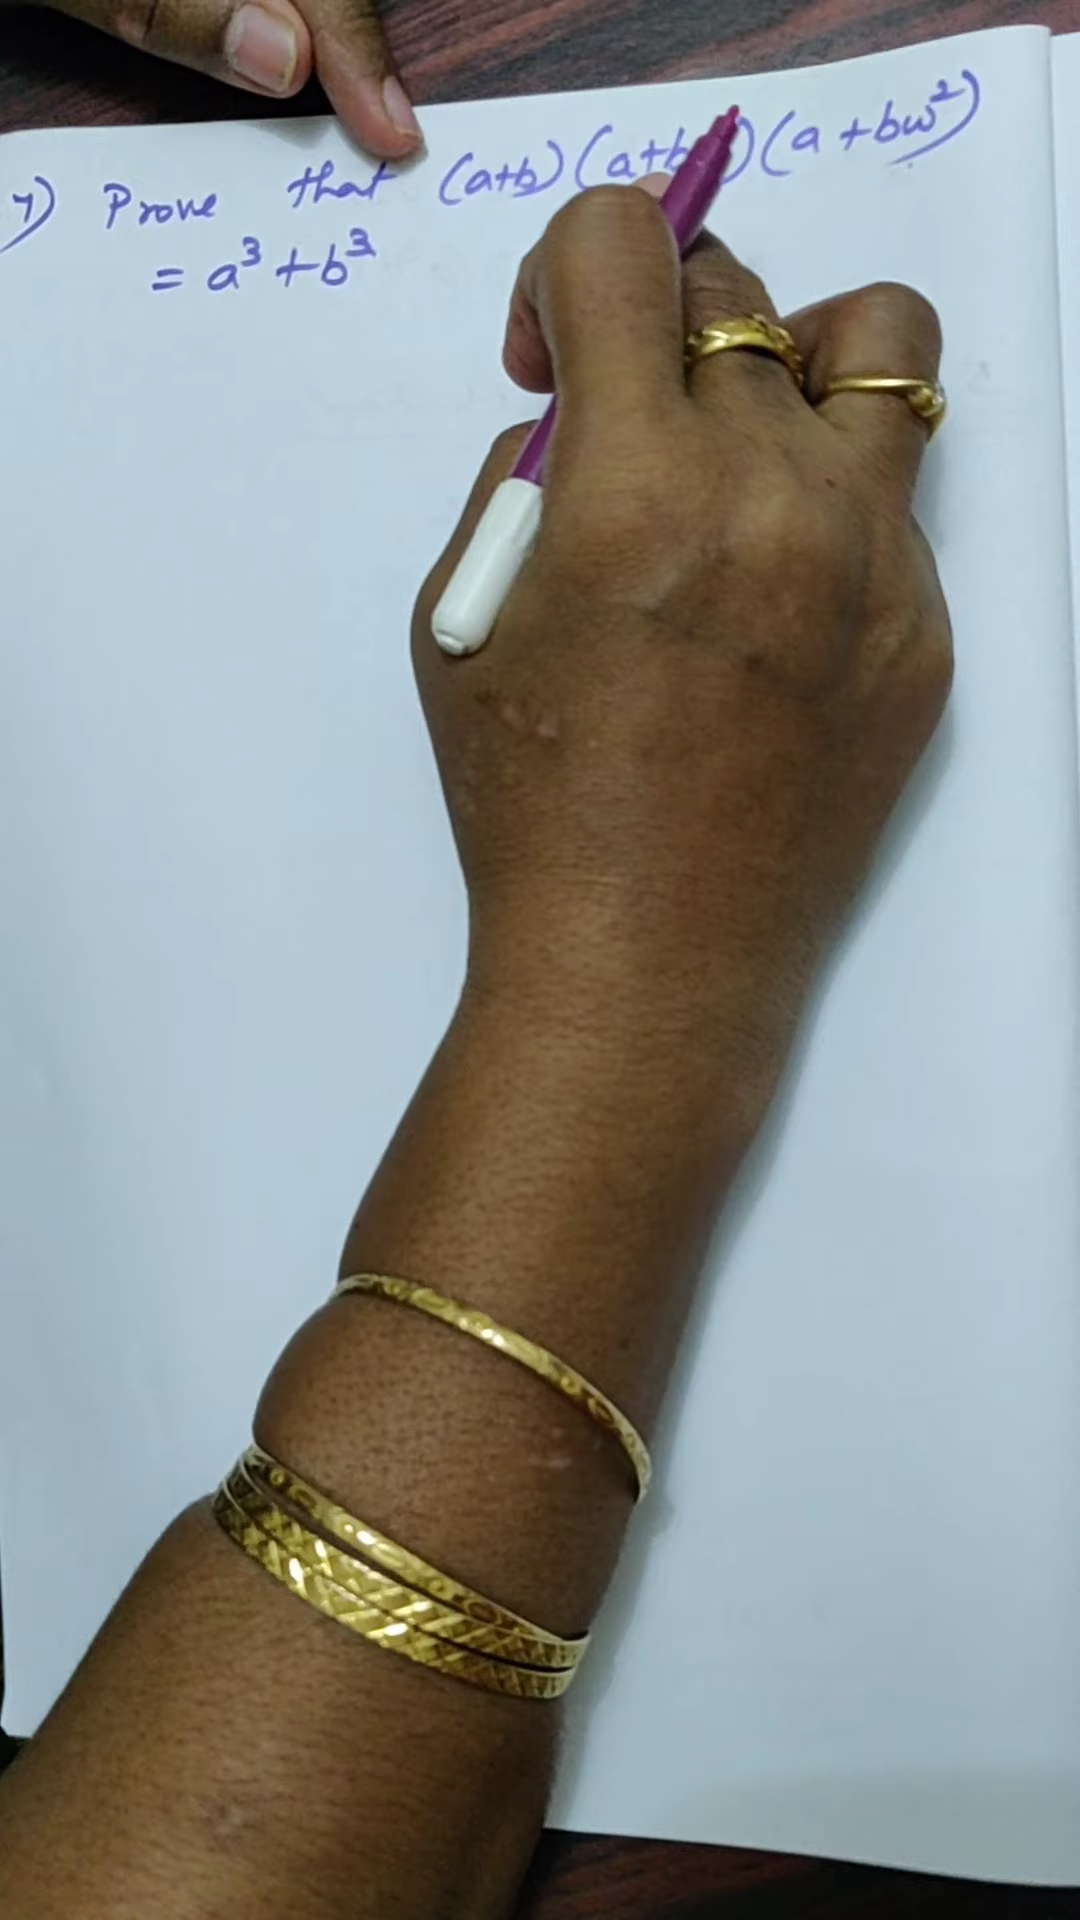 7) Prove that (a+b) (a+b ) (a+bω²)
= a³ + b³